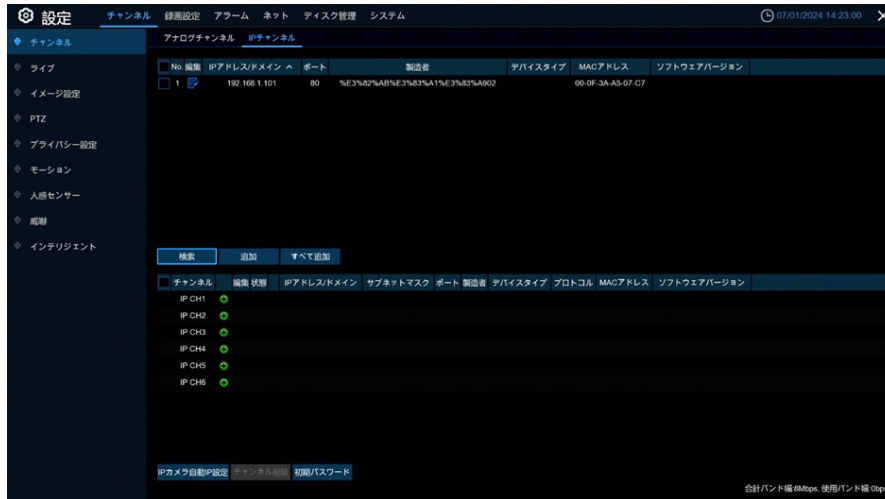 設定 チャンネル 録画設定 アラーム ネット ディスク管理 システム 07/01/2024 14:23:00
チャンネル
ライブ
イメージ設定
PTZ
プライバシー設定
モーション
人感センサー
威嚇
インテリジェント
アナログチャンネル IPチャンネル
No. 編集 IPアドレス/ドメイン ポート 製造者 デバイスタイプ MACアドレス ソフトウェアバージョン
1 192.168.1.101 80 %E3%82%AB%E3%83%A1%E3%83%A902 00-0F-3A-A5-07-C7
検索 追加 すべて追加
チャンネル 編集 状態 IPアドレス/ドメイン サブネットマスク ポート 製造者 デバイスタイプ プロトコル MACアドレス ソフトウェアバージョン
IP CH1
IP CH2
IP CH3
IP CH4
IP CH5
IP CH6
IPカメラ自動IP設定 チャンネル削除 初期パスワード
合計バンド幅:8Mbps, 使用バンド幅:0bp